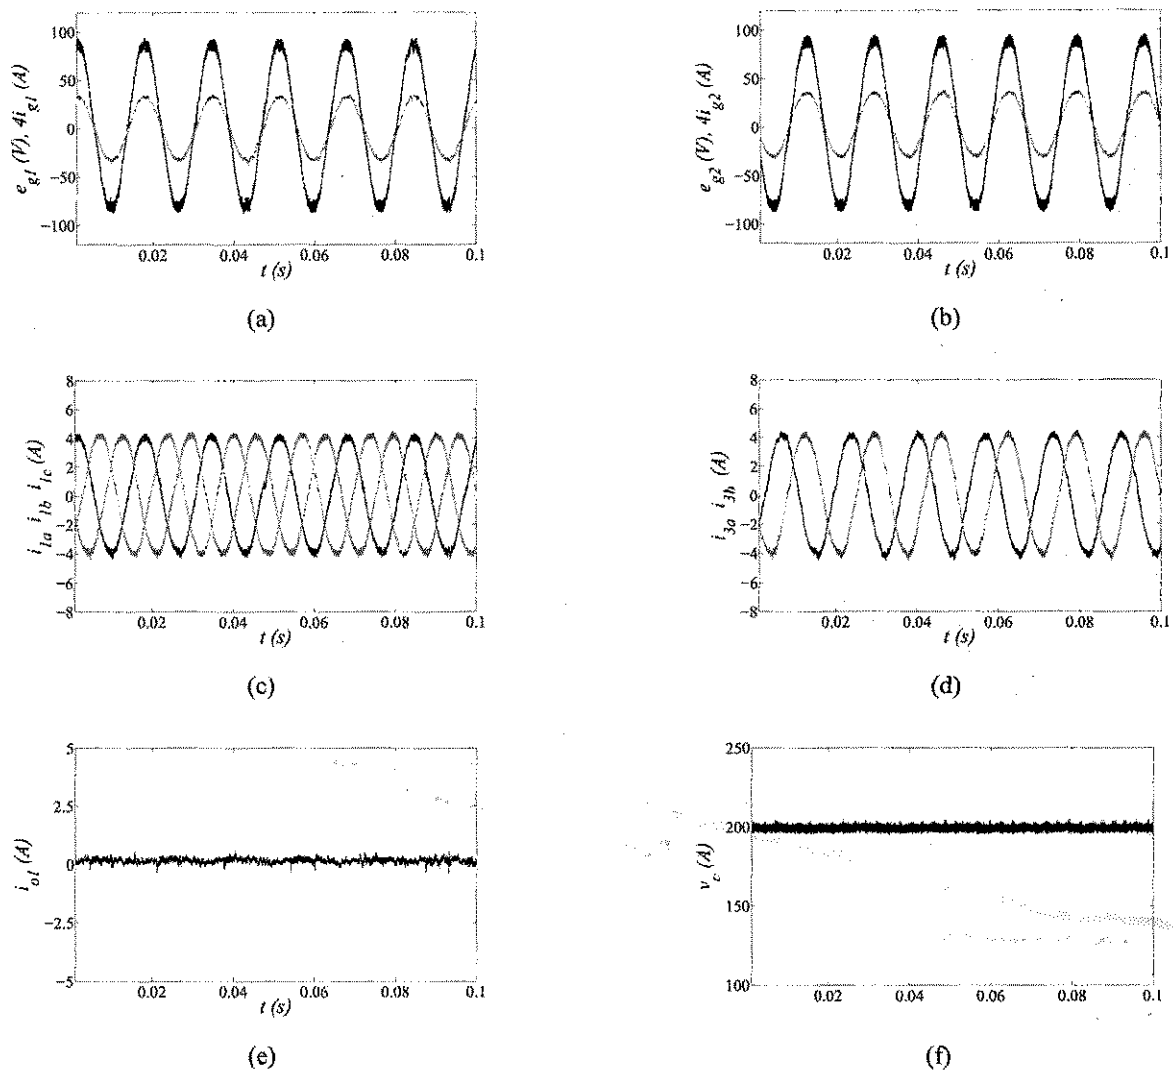 100
50
0
−50
−100
e_g1 (V), 4i_g1 (A)
0.02 0.04 0.06 0.08 0.1
t (s)
(a)
100
50
0
−50
−100
e_g2 (V), 4i_g2 (A)
0.02 0.04 0.06 0.08 0.1
t (s)
(b)
8
6
4
2
0
−2
−4
−6
−8
i_1a i_1b i_1c (A)
0.02 0.04 0.06 0.08 0.1
t (s)
(c)
8
6
4
2
0
−2
−4
−6
−8
i_3a i_3b (A)
0.02 0.04 0.06 0.08 0.1
t (s)
(d)
5
2.5
0
−2.5
−5
i_o1 (A)
0.02 0.04 0.06 0.08 0.1
t (s)
(e)
250
200
150
100
v_c (A)
0.02 0.04 0.06 0.08 0.1
t (s)
(f)